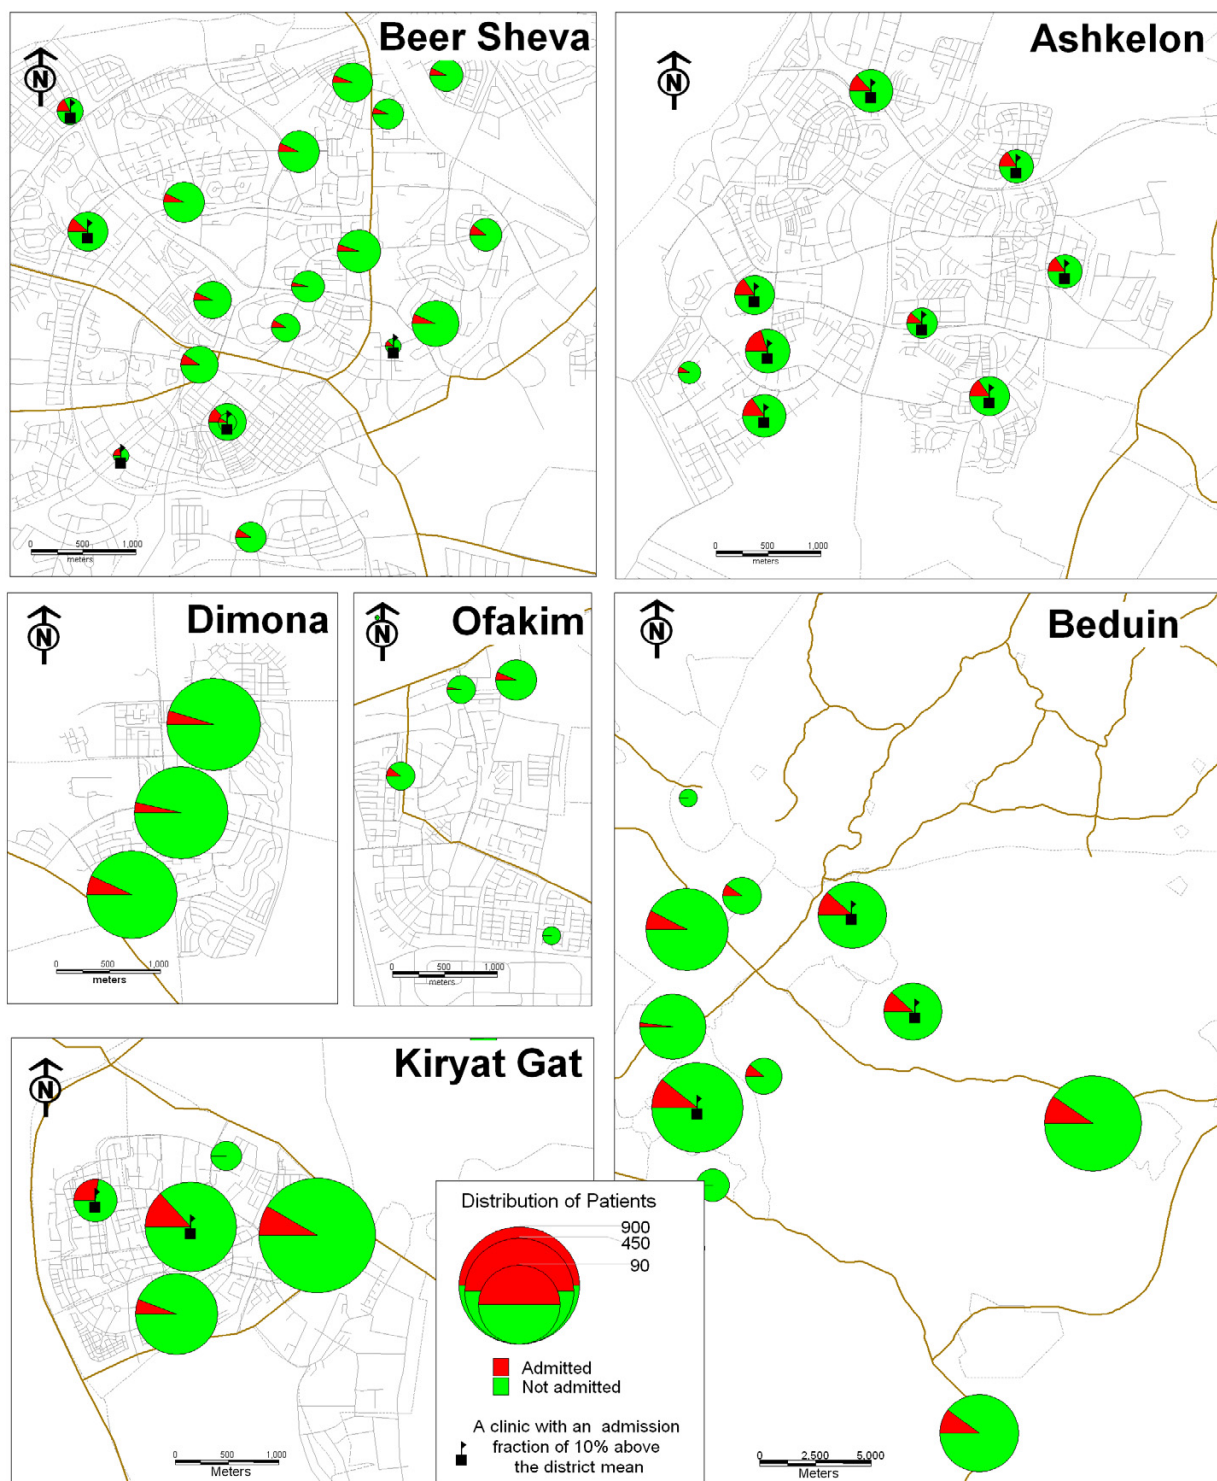 Beer Sheva
N
0 500 1,000
meters
Ashkelon
N
0 500 1,000
meters
Dimona
N
0 500 1,000
meters
Ofakim
N
0 500 1,000
meters
Beduin
N
0 2,500 5,000
meters
Kiryat Gat
N
0 500 1,000
Meters
Distribution of Patients
900
450
90
Admitted
Not admitted
A clinic with an admission
fraction of 10% above
the district mean